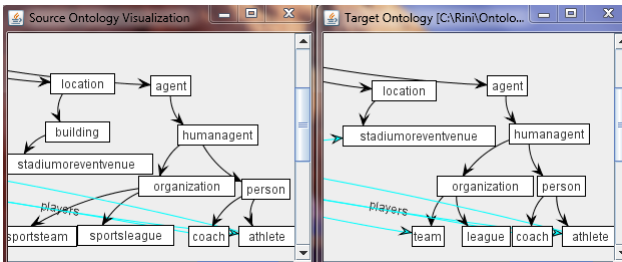 Source Ontology Visualization
location
agent
building
humanagent
stadiumoreventvenue
organization
person
players
sportsteam
sportsleague
coach
athlete
Target Ontology [C:\Rini\Ontolo...
location
agent
stadiumoreventvenue
humanagent
organization
person
players
team
league
coach
athlete